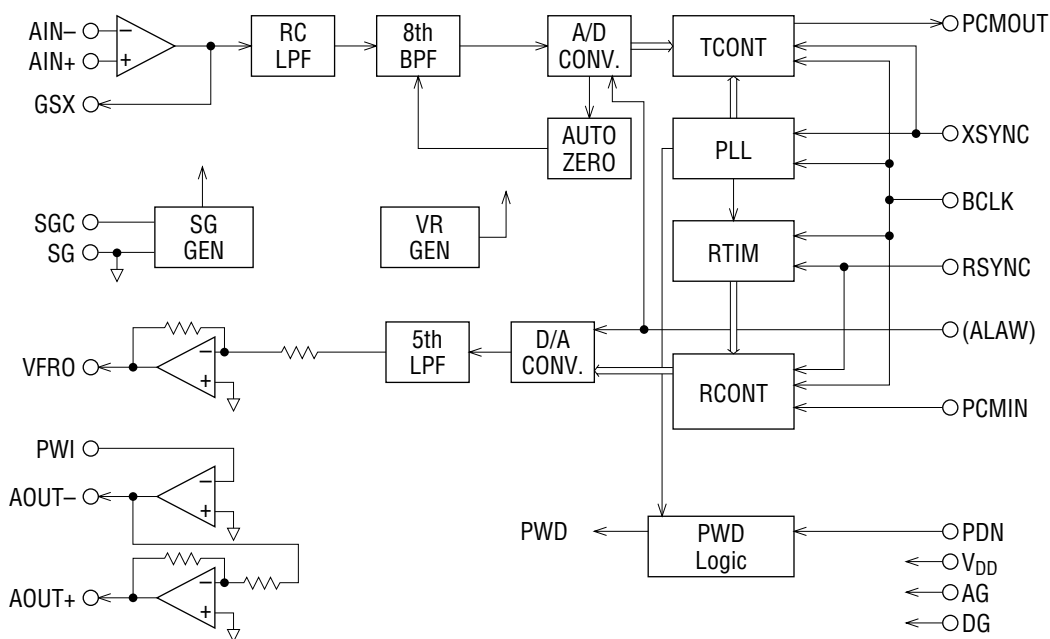 AIN–
AIN+
GSX
–
+
RC
LPF
8th
BPF
A/D
CONV.
TCONT
PCMOUT
AUTO
ZERO
PLL
XSYNC
SGC
SG
SG
GEN
VR
GEN
BCLK
RTIM
RSYNC
VFRO
–
+
5th
LPF
D/A
CONV.
(ALAW)
RCONT
PCMIN
PWI
AOUT–
–
+
PWD
PWD
Logic
PDN
VDD
AOUT+
–
+
AG
DG